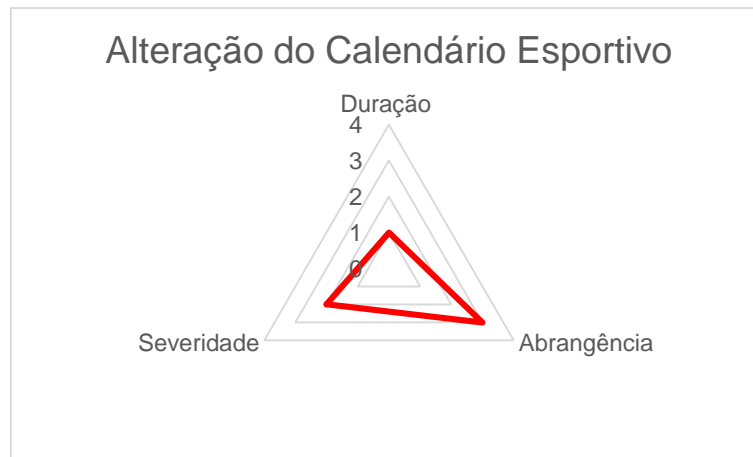 Alteração do Calendário Esportivo
Duração
4
3
2
1
0
Severidade
Abrangência